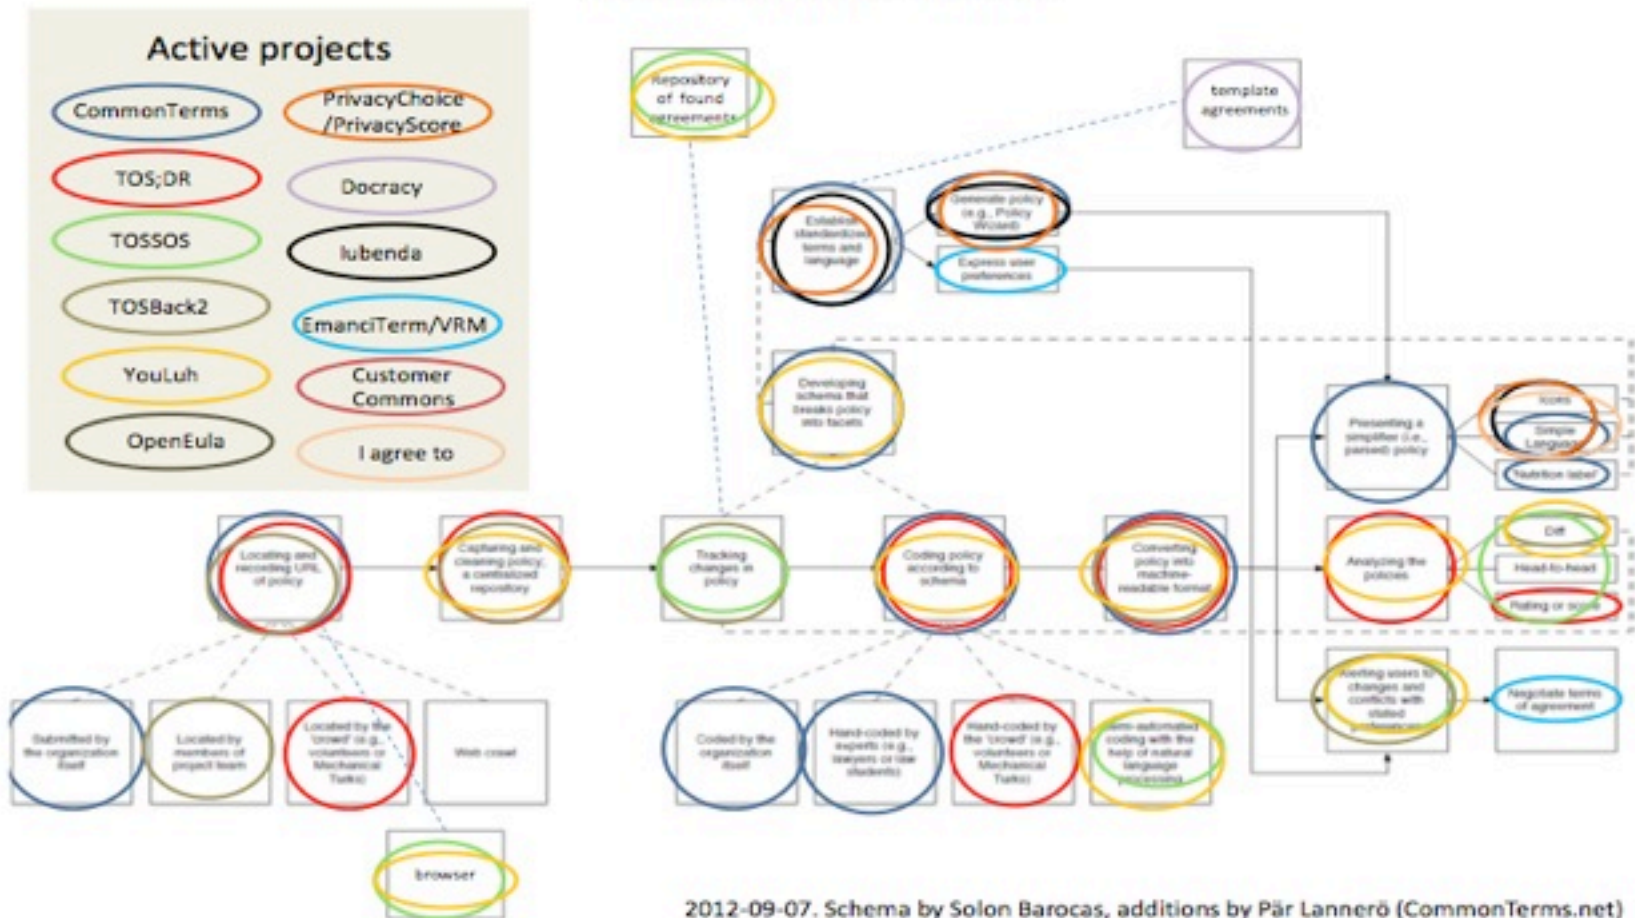 Active projects
CommonTerms
PrivacyChoice
/PrivacyScore
TOS;DR
Docracy
TOSSOS
Iubenda
TOSBack2
EmanciTerm/VRM
YouLuh
Customer
Commons
OpenEula
I agree to
Repository
of found
agreements
template
agreements
Establish
standardized
terms and
language
Generate policy
(e.g., Policy
Wizard)
Express user
preferences
Developing
schema that
breaks policy
into facets
Presenting a
simplifier (i.e.,
parsed) policy
Icons
Simple
Language
'Nutrition label'
Locating and
recording URL
of policy
Capturing and
cleaning policy;
a centralized
repository
Tracking
changes in
policy
Coding policy
according to
schema
Converting
policy into
machine-
readable format
Analyzing the
policies
Diff
Head-to-head
Rating or score
Alerting users to
changes and
conflicts with
stated
preferences
Negotiate terms
of agreement
Submitted by
the organization
itself
Located by
members of
project team
Located by the
'crowd' (e.g.,
volunteers or
Mechanical
Turks)
Web crawl
Coded by the
organization
itself
Hand-coded by
experts (e.g.,
lawyers or law
students)
Hand-coded by
the 'crowd' (e.g.,
volunteers or
Mechanical
Turks)
Semi-automated
coding with the
help of natural
language
processing
browser
2012-09-07. Schema by Solon Barocas, additions by Pär Lannerö (CommonTerms.net)